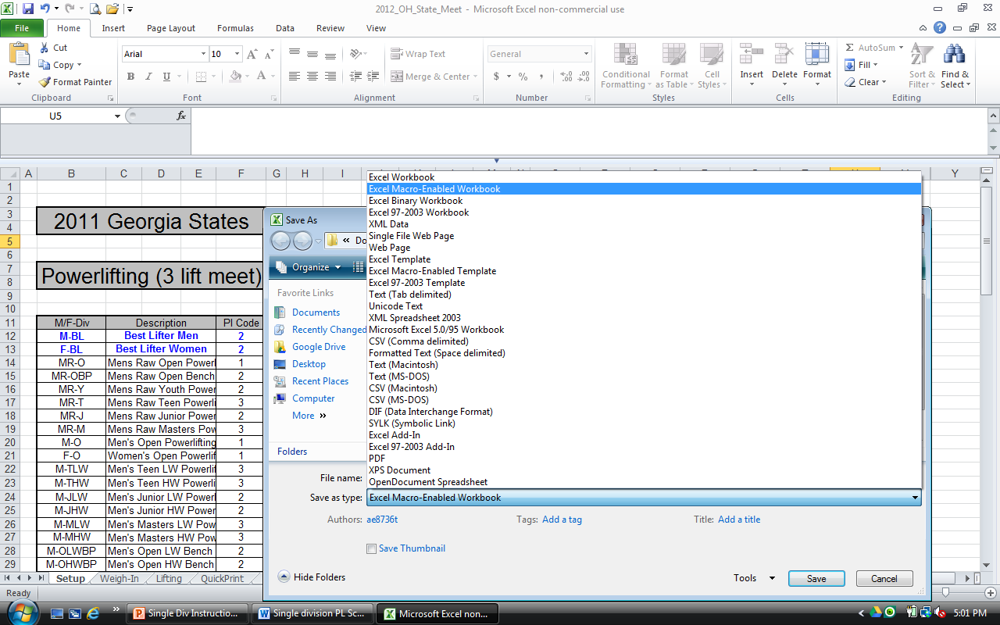 2012_OH_State_Meet - Microsoft Excel non-commercial use
File Home Insert Page Layout Formulas Data Review View
Cut
Arial 10
Wrap Text
General
AutoSum
Copy
Fill
Paste
Format Painter
B I U
Merge & Center
$ % ,
Conditional Formatting
Format as Table
Cell Styles
Insert Delete Format
Clear
Sort & Filter
Find & Select
Clipboard Font Alignment Number Styles Cells Editing
U5 fx
A B C D E F G H I Y
1
2
3
4
2011 Georgia States
5
6
7
8
Powerlifting (3 lift meet)
9
10
11 M/F-Div Description Pl Code
12 M-BL Best Lifter Men 2
13 F-BL Best Lifter Women 2
14 MR-O Mens Raw Open Powerl 1
15 MR-OBP Mens Raw Open Bench 2
16 MR-Y Mens Raw Youth Power 2
17 MR-T Mens Raw Teen Powerli 3
18 MR-J Mens Raw Junior Power 2
19 MR-M Mens Raw Masters Pow 3
20 M-O Men's Open Powerlifting 1
21 F-O Women's Open Powerlif 1
22 M-TLW Men's Teen LW Powerlif 3
23 M-THW Men's Teen HW Powerlif 3
24 M-JLW Men's Junior LW Powerli 2
25 M-JHW Men's Junior HW Power 2
26 M-MLW Men's Masters LW Pow 3
27 M-MHW Men's Masters HW Pow 3
28 M-OLWBP Men's Open LW Bench 2
29 M-OHWBP Men's Open HW Bench 2
Setup Weigh-In Lifting QuickPrint
Ready
Save As
« Do
Organize
Favorite Links
Documents
Recently Changed
Google Drive
Desktop
Recent Places
Computer
More »
Folders
Excel Workbook
Excel Macro-Enabled Workbook
Excel Binary Workbook
Excel 97-2003 Workbook
XML Data
Single File Web Page
Web Page
Excel Template
Excel Macro-Enabled Template
Excel 97-2003 Template
Text (Tab delimited)
Unicode Text
XML Spreadsheet 2003
Microsoft Excel 5.0/95 Workbook
CSV (Comma delimited)
Formatted Text (Space delimited)
Text (Macintosh)
Text (MS-DOS)
CSV (Macintosh)
CSV (MS-DOS)
DIF (Data Interchange Format)
SYLK (Symbolic Link)
Excel Add-In
Excel 97-2003 Add-In
PDF
XPS Document
OpenDocument Spreadsheet
File name:
Save as type: Excel Macro-Enabled Workbook
Authors: ae8736t Tags: Add a tag Title: Add a title
Save Thumbnail
Hide Folders Tools Save Cancel
Single Div Instructio... Single division PL Sc... Microsoft Excel non... 5:01 PM